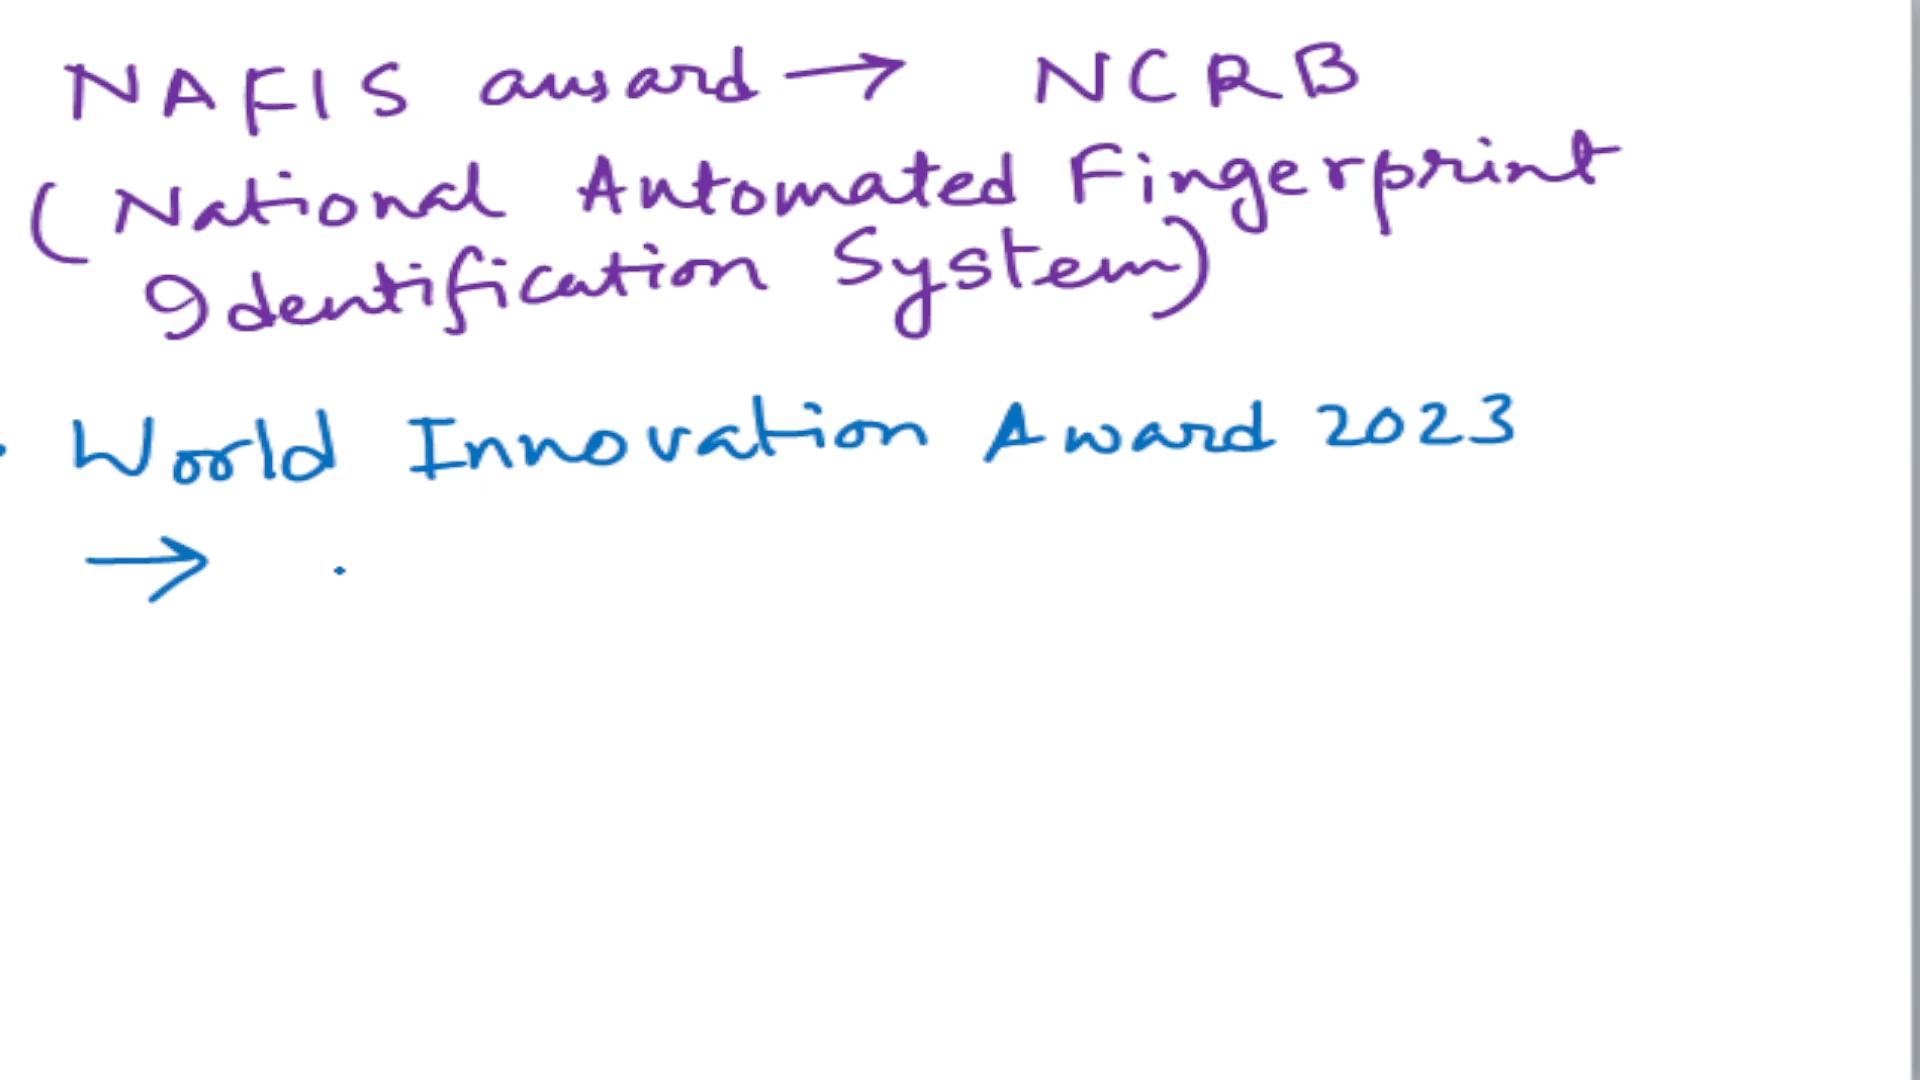 NAFIS award → NCRB
(National Automated Fingerprint
Identification System)
• World Innovation Award 2023
→ .